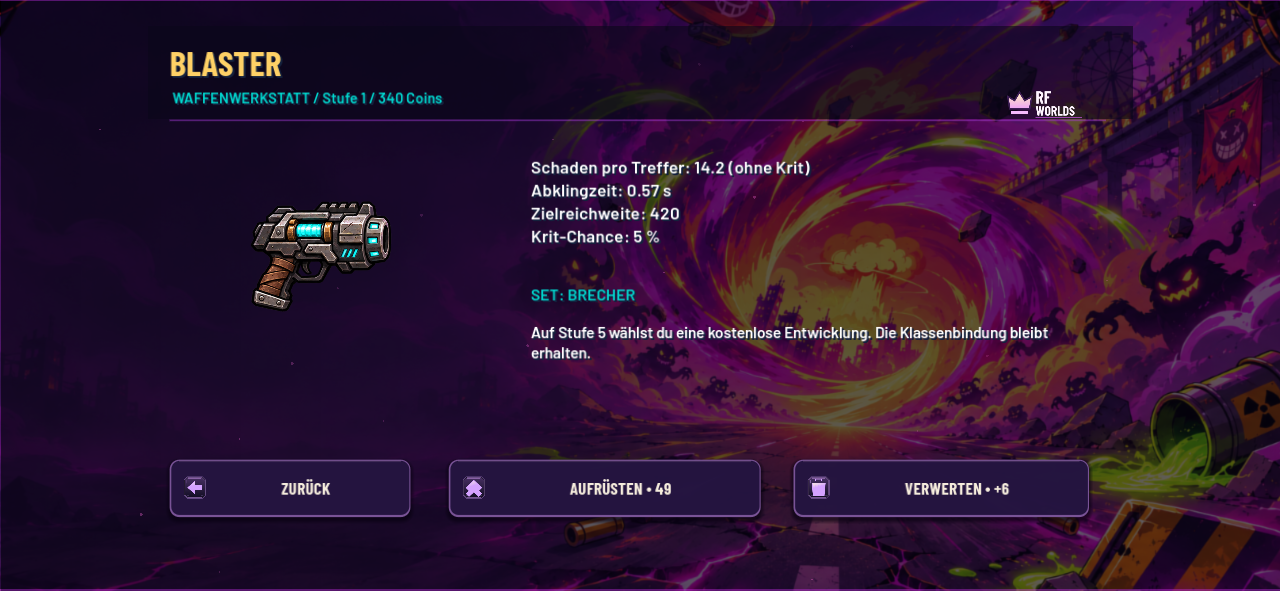 BLASTER
WAFFENWERKSTATT / Stufe 1 / 340 Coins
RF
WORLDS
Schaden pro Treffer: 14.2 (ohne Krit)
Abklingzeit: 0.57 s
Zielreichweite: 420
Krit-Chance: 5 %
SET: BRECHER
Auf Stufe 5 wählst du eine kostenlose Entwicklung. Die Klassenbindung bleibt
erhalten.
ZURÜCK
AUFRÜSTEN • 49
VERWERTEN • +6